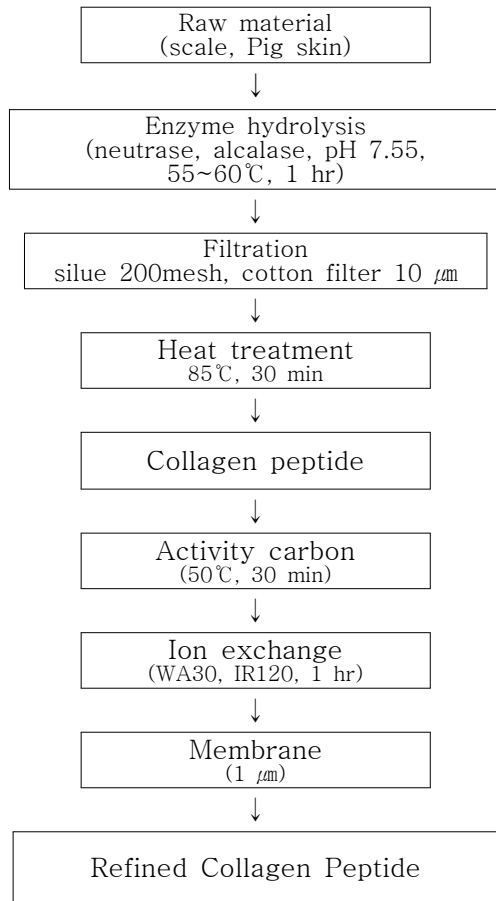 Raw material
(scale, Pig skin)
↓
Enzyme hydrolysis
(neutrase, alcalase, pH 7.55,
55~60℃, 1 hr)
↓
Filtration
silue 200mesh, cotton filter 10 ㎛
↓
Heat treatment
85℃, 30 min
↓
Collagen peptide
↓
Activity carbon
(50℃, 30 min)
↓
Ion exchange
(WA30, IR120, 1 hr)
↓
Membrane
(1 ㎛)
↓
Refined Collagen Peptide